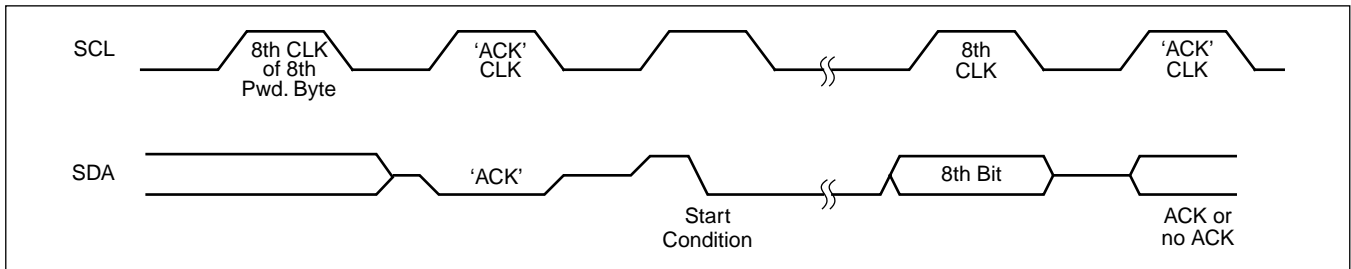 SCL
8th CLK
of 8th
Pwd. Byte
‘ACK’
CLK
8th
CLK
‘ACK’
CLK
SDA
‘ACK’
Start
Condition
8th Bit
ACK or
no ACK